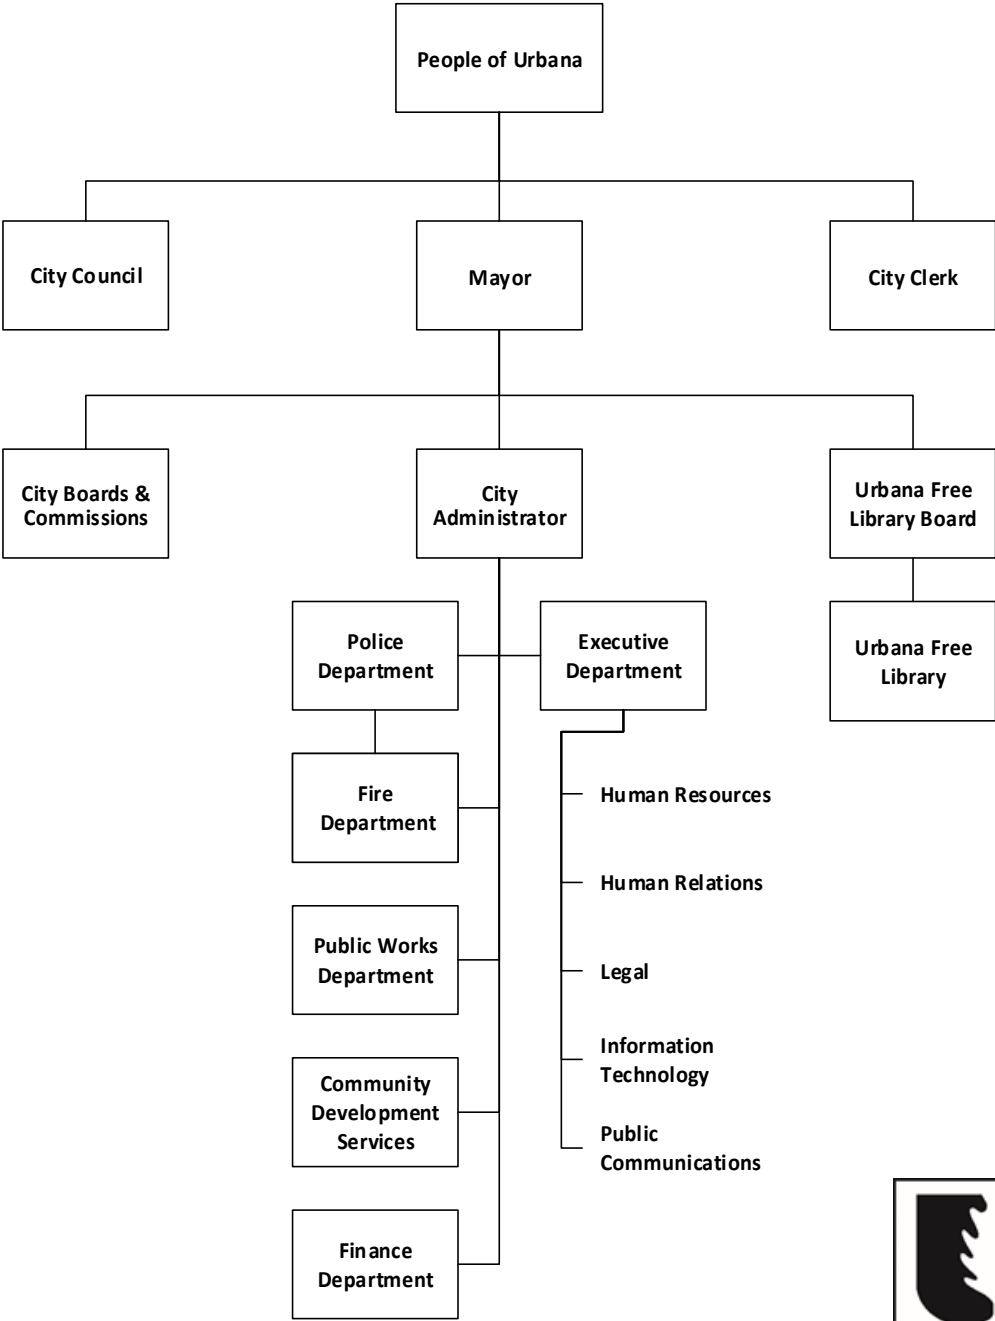 People of Urbana
City Council
Mayor
City Clerk
City Boards &
Commissions
City
Administrator
Urbana Free
Library Board
Police
Department
Executive
Department
Urbana Free
Library
Fire
Department
Human Resources
Human Relations
Public Works
Department
Legal
Information
Technology
Community
Development
Services
Public
Communications
Finance
Department